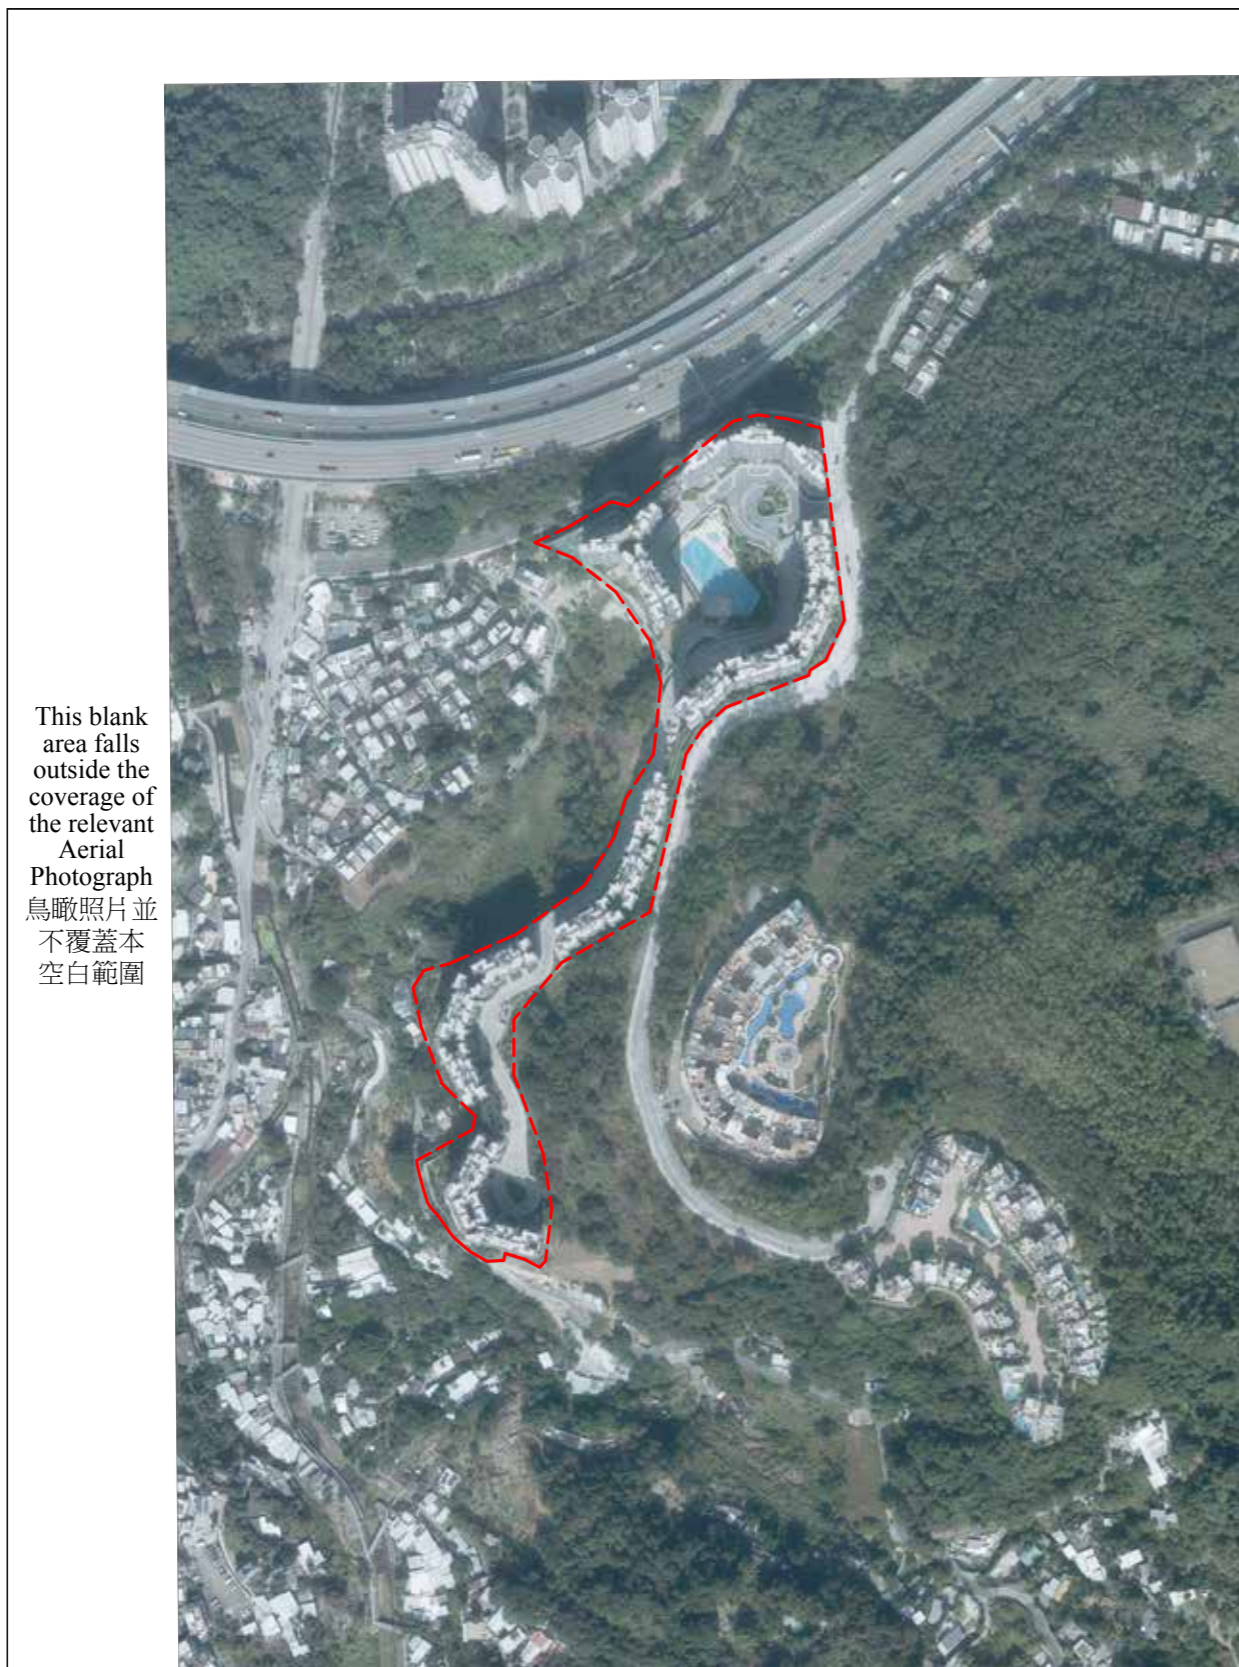 This blank
area falls
outside the
coverage of
the relevant
Aerial
Photograph
鳥瞰照片並
不覆蓋本
空白範圍